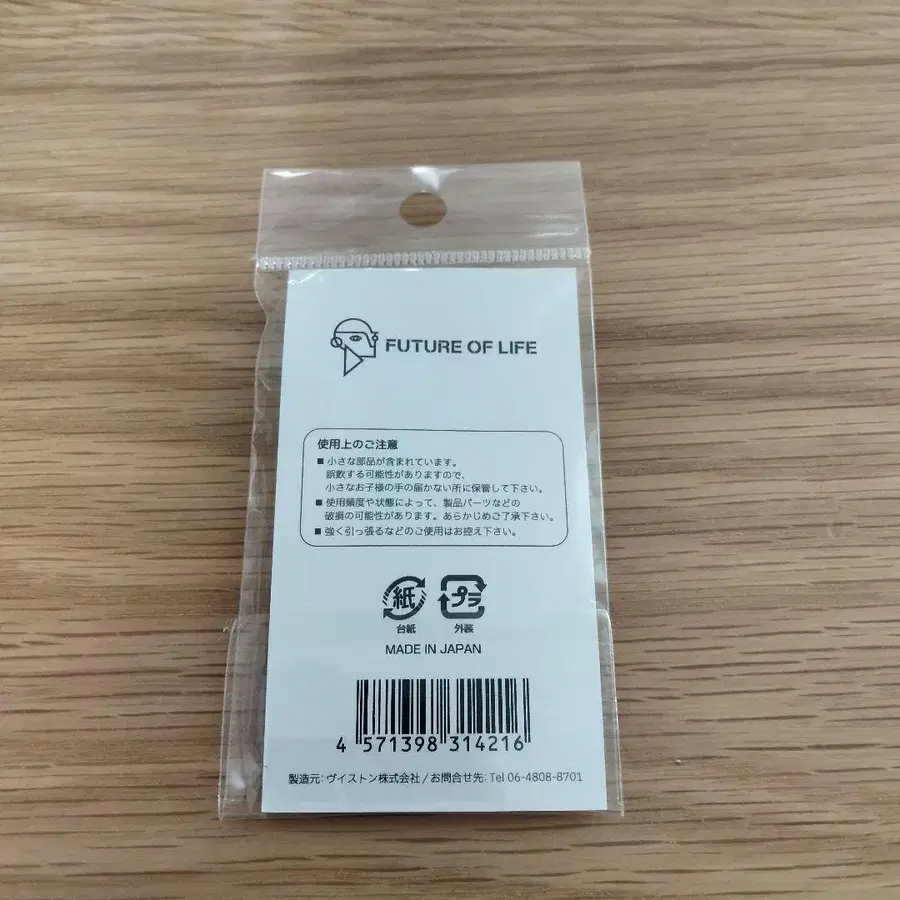 FUTURE OF LIFE
使用上のご注意
■ 小さな部品が含まれています。
誤飲する可能性がありますので、
小さなお子様の手の届かない所に保管して下さい。
■ 使用頻度や状態によって、製品パーツなどの
破損の可能性があります。あらかじめご了承下さい。
■ 強く引っ張るなどのご使用はお控え下さい。
紙 プラ
台紙 外装
MADE IN JAPAN
4 571398 314216
製造元: ヴイストン株式会社 / お問合せ先: Tel 06-4808-8701